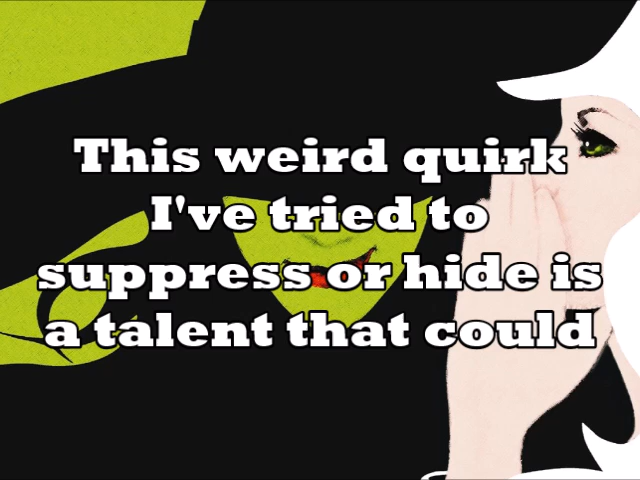 This weird quirk
I've tried to
suppress or hide is
a talent that could